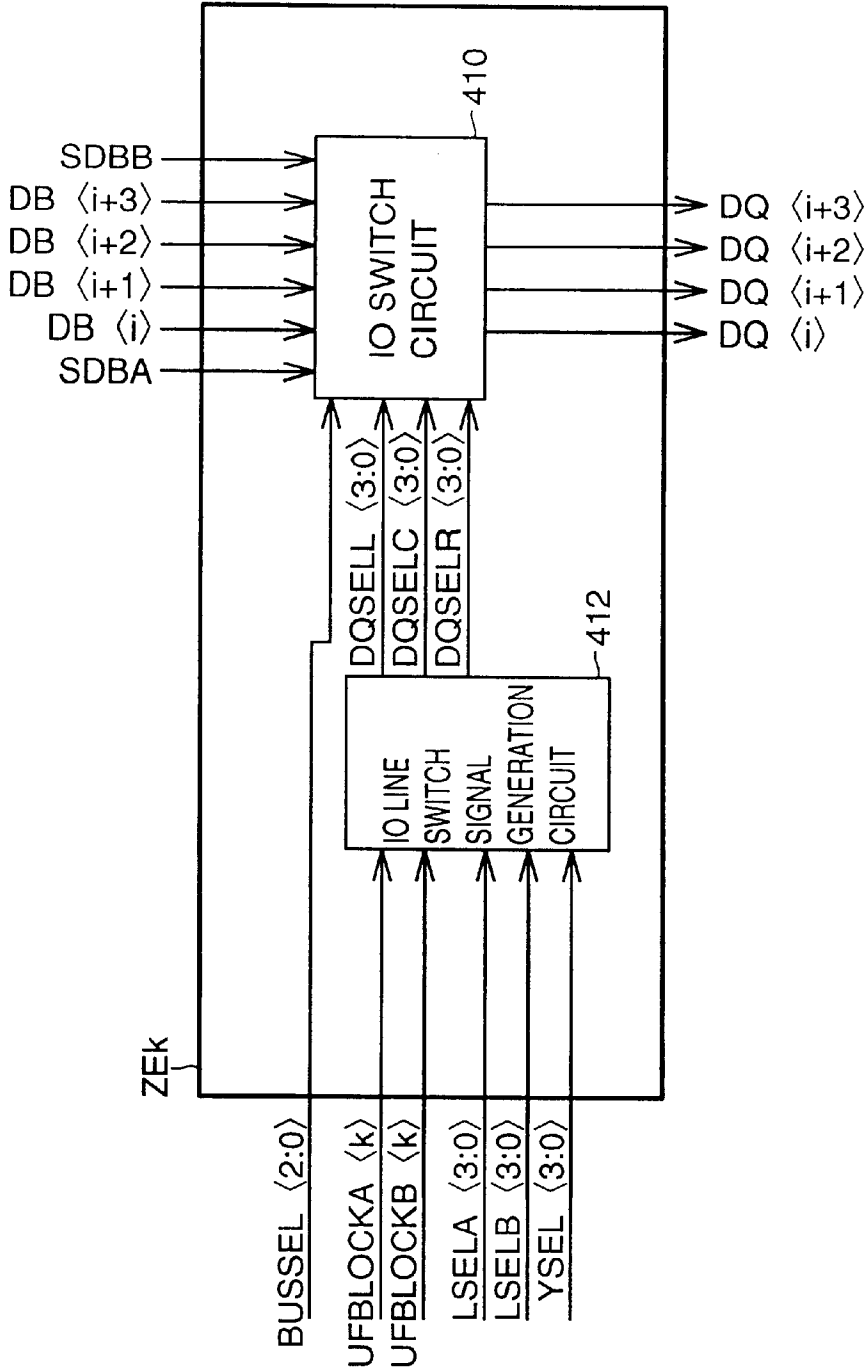 SDBB
DB ⟨i+3⟩
DB ⟨i+2⟩
DB ⟨i+1⟩
DB ⟨i⟩
SDBA
410
IO SWITCH
CIRCUIT
DQ ⟨i+3⟩
DQ ⟨i+2⟩
DQ ⟨i+1⟩
DQ ⟨i⟩
DQSELL ⟨3:0⟩
DQSELC ⟨3:0⟩
DQSELR ⟨3:0⟩
412
IO LINE
SWITCH
SIGNAL
GENERATION
CIRCUIT
ZEk
BUSSEL ⟨2:0⟩
UFBLOCKA ⟨k⟩
UFBLOCKB ⟨k⟩
LSELA ⟨3:0⟩
LSELB ⟨3:0⟩
YSEL ⟨3:0⟩